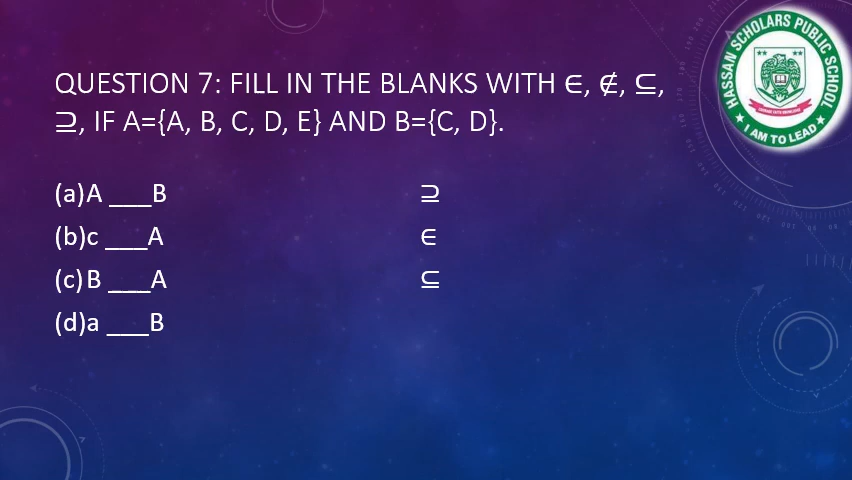 QUESTION 7: FILL IN THE BLANKS WITH ∈, ∉, ⊆,
⊇, IF A={A, B, C, D, E} AND B={C, D}.
(a)A ___B ⊇
(b)c ___A ∈
(c)B ___A ⊆
(d)a ___B
HASSAN SCHOLARS PUBLIC SCHOOL
★ I AM TO LEAD ★